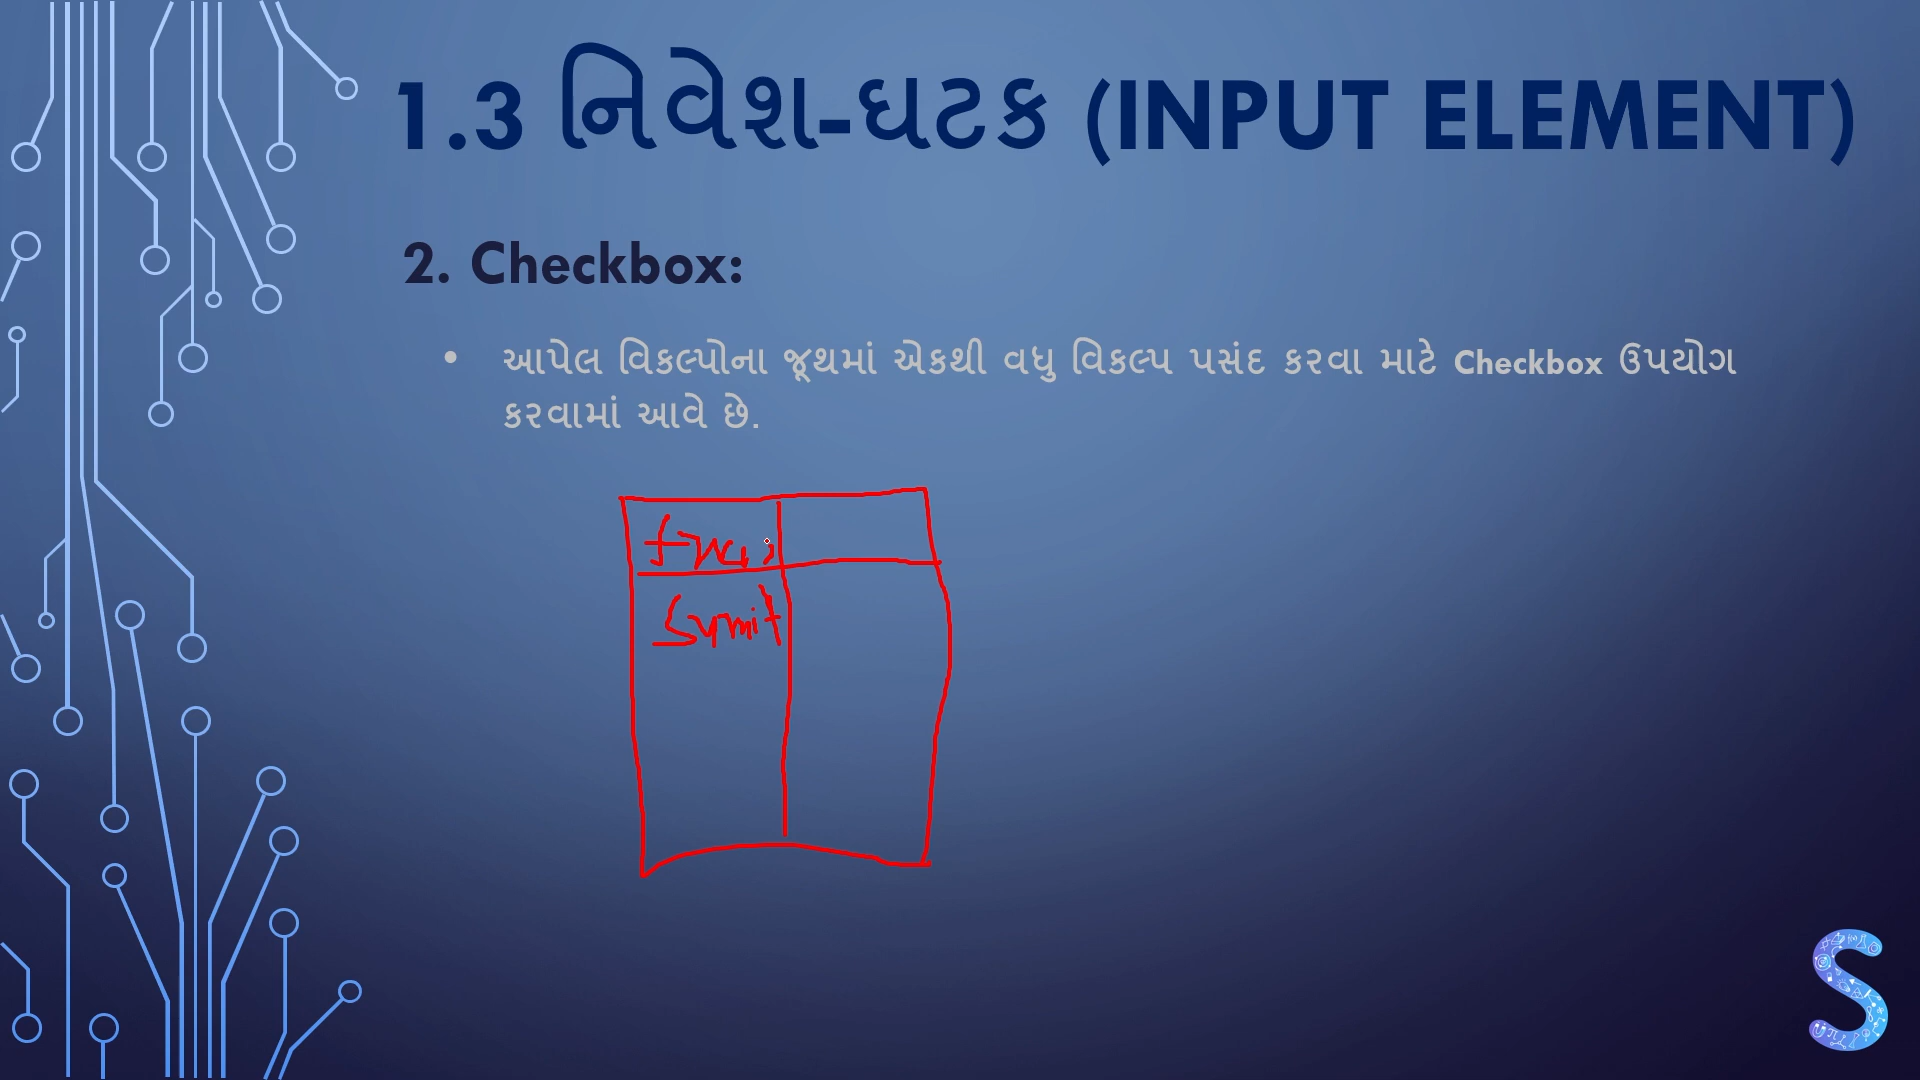 1.3 નિવેશ-ઘટક (INPUT ELEMENT)
2. Checkbox:
• આપેલ વિકલ્પોના જૂથમાં એકથી વધુ વિકલ્પ પસંદ કરવા માટે Checkbox ઉપયોગ
કરવામાં આવે છે.
Sumit
S